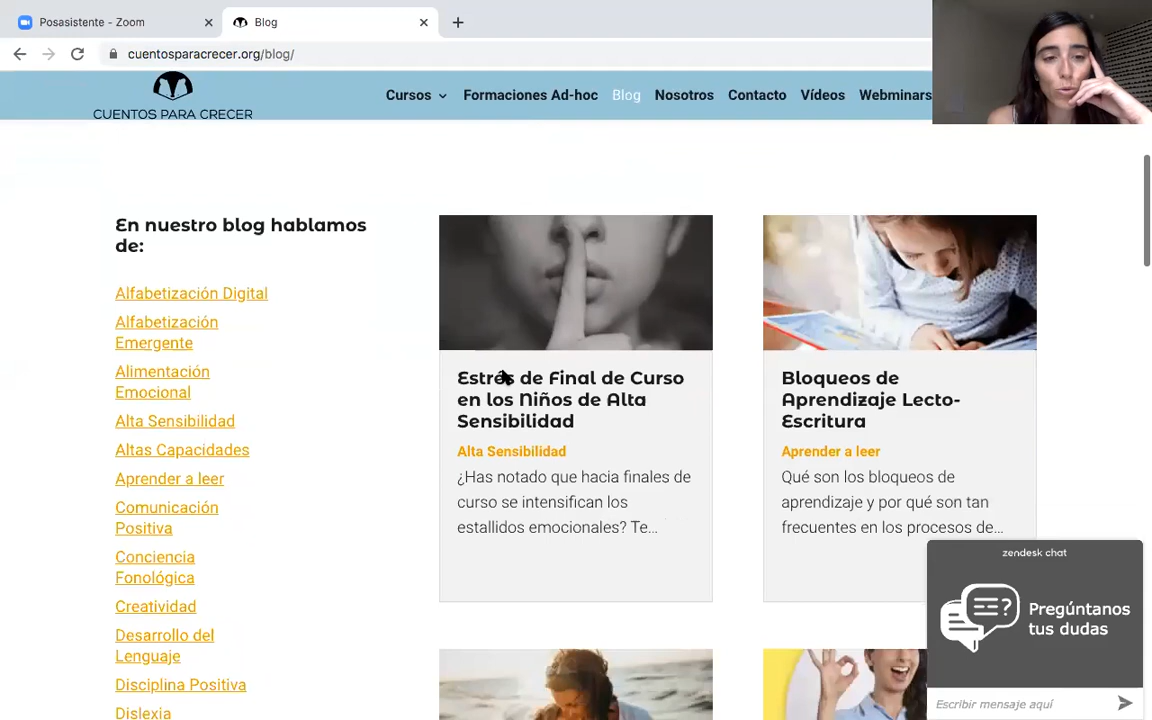 Posasistente - Zoom
Blog
cuentosparacrecer.org/blog/
CUENTOS PARA CRECER
Cursos
Formaciones Ad-hoc
Blog
Nosotros
Contacto
Vídeos
Webminars
En nuestro blog hablamos
de:
Alfabetización Digital
Alfabetización
Emergente
Alimentación
Emocional
Alta Sensibilidad
Altas Capacidades
Aprender a leer
Comunicación
Positiva
Conciencia
Fonológica
Creatividad
Desarrollo del
Lenguaje
Disciplina Positiva
Dislexia
Estrés de Final de Curso
en los Niños de Alta
Sensibilidad
Alta Sensibilidad
¿Has notado que hacia finales de
curso se intensifican los
estallidos emocionales? Te...
Bloqueos de
Aprendizaje Lecto-
Escritura
Aprender a leer
Qué son los bloqueos de
aprendizaje y por qué son tan
frecuentes en los procesos de...
zendesk chat
Pregúntanos
tus dudas
Escribir mensaje aquí